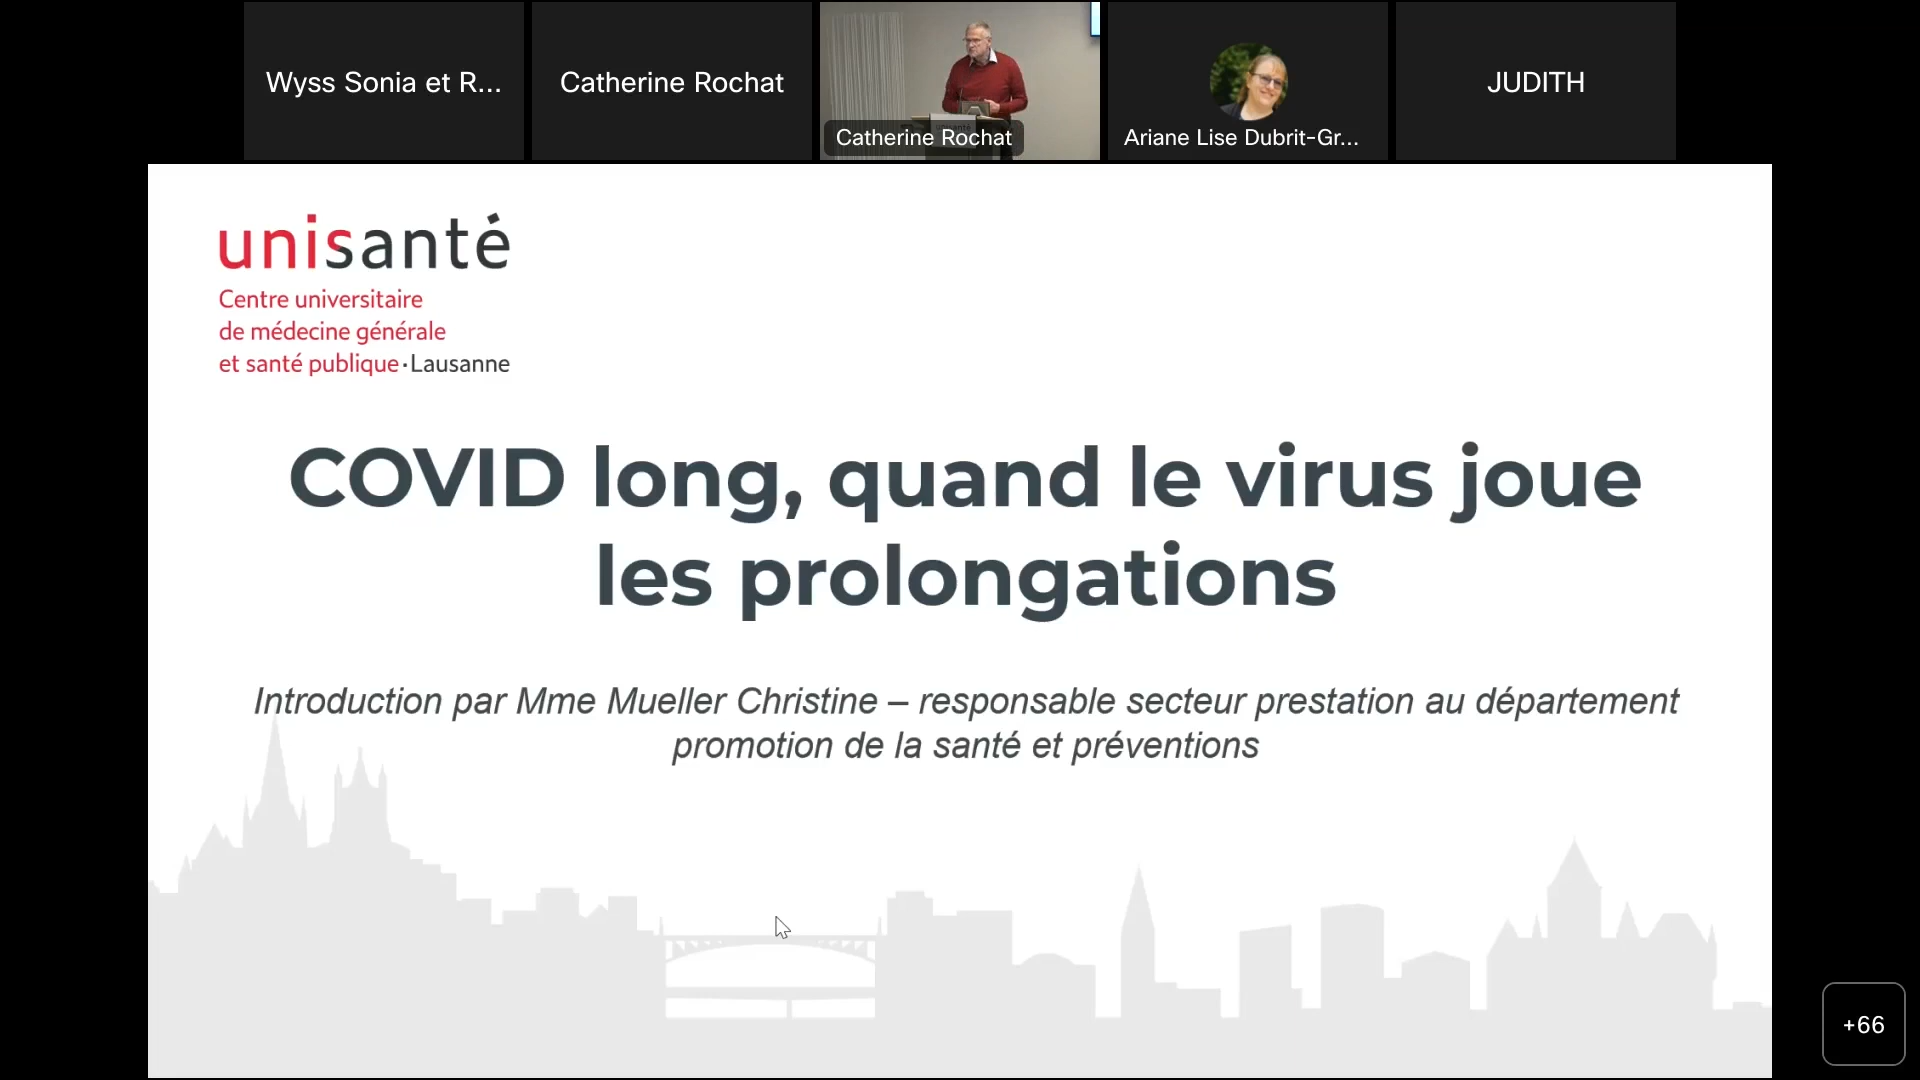 Wyss Sonia et R...
Catherine Rochat
Catherine Rochat
Ariane Lise Dubrit-Gr...
JUDITH
unisanté
Centre universitaire
de médecine générale
et santé publique · Lausanne
COVID long, quand le virus joue
les prolongations
Introduction par Mme Mueller Christine – responsable secteur prestation au département
promotion de la santé et préventions
+66